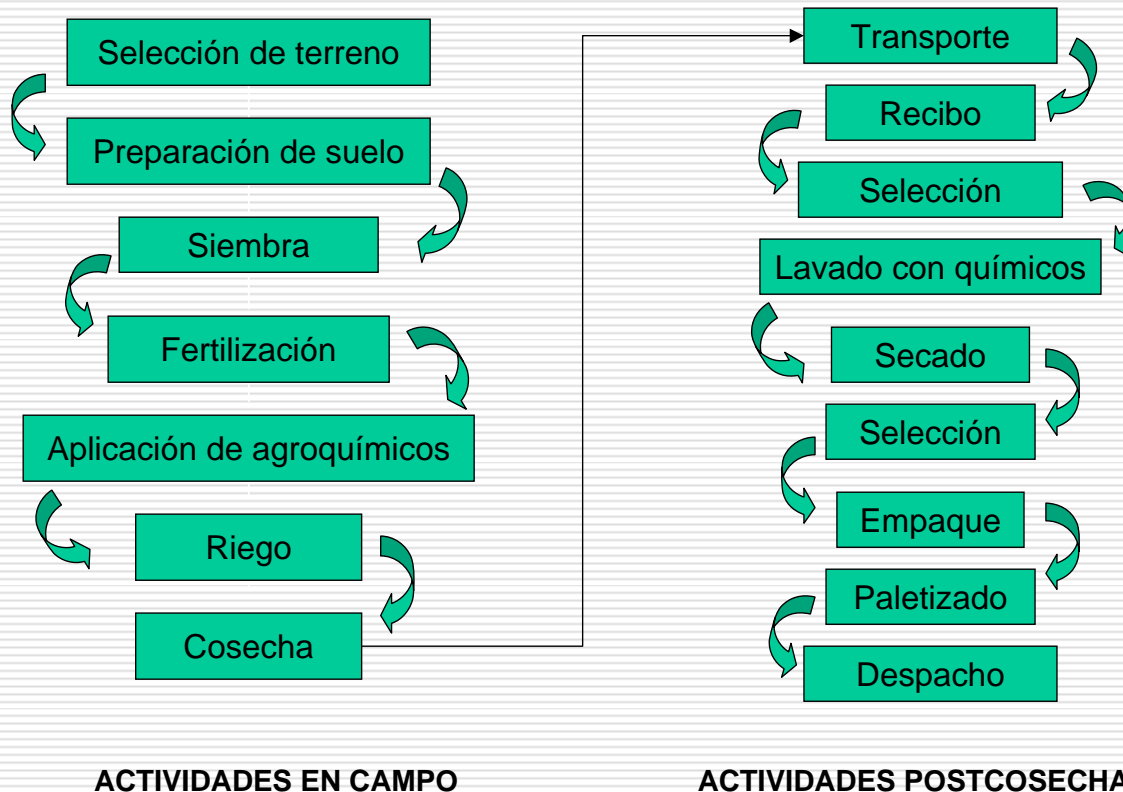 Selección de terreno
Preparación de suelo
Siembra
Fertilización
Aplicación de agroquímicos
Riego
Cosecha
ACTIVIDADES EN CAMPO
Transporte
Recibo
Selección
Lavado con químicos
Secado
Selección
Empaque
Paletizado
Despacho
ACTIVIDADES POSTCOSECHA